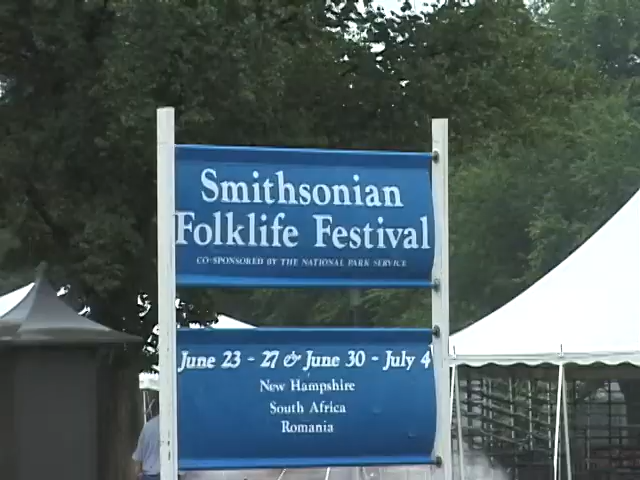 Smithsonian
Folklife Festival
CO-SPONSORED BY THE NATIONAL PARK SERVICE
June 23 - 27 & June 30 - July 4
New Hampshire
South Africa
Romania